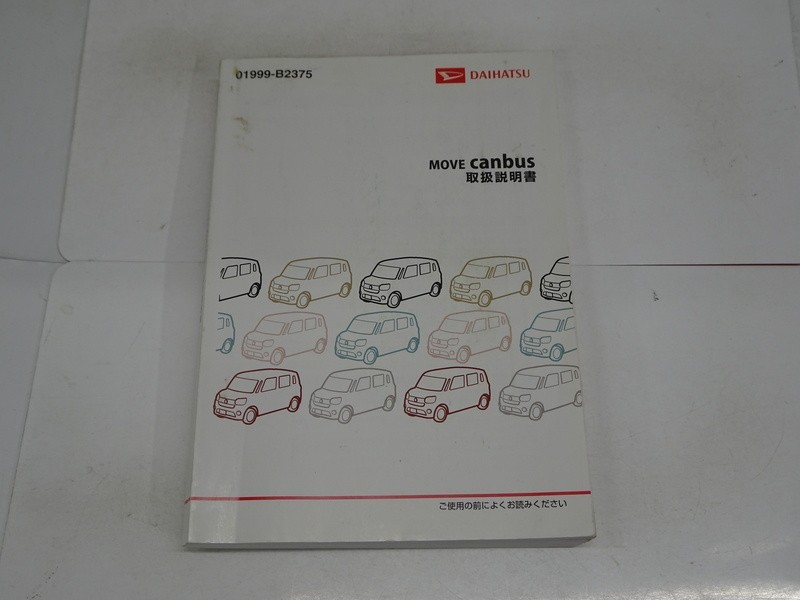 01999-B2375
DAIHATSU
MOVE canbus
取扱説明書
ご使用の前によくお読みください